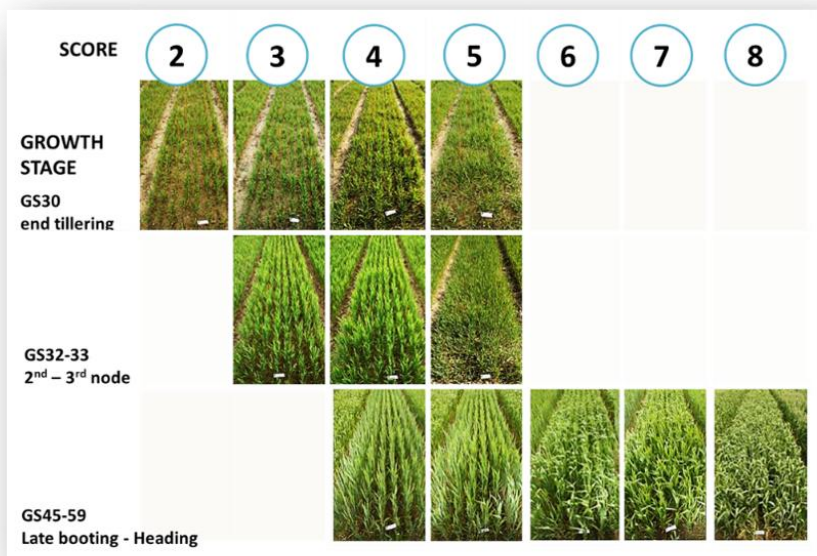 SCORE 2 3 4 5 6 7 8
GROWTH
STAGE
GS30
end tillering
GS32-33
2nd – 3rd node
GS45-59
Late booting - Heading